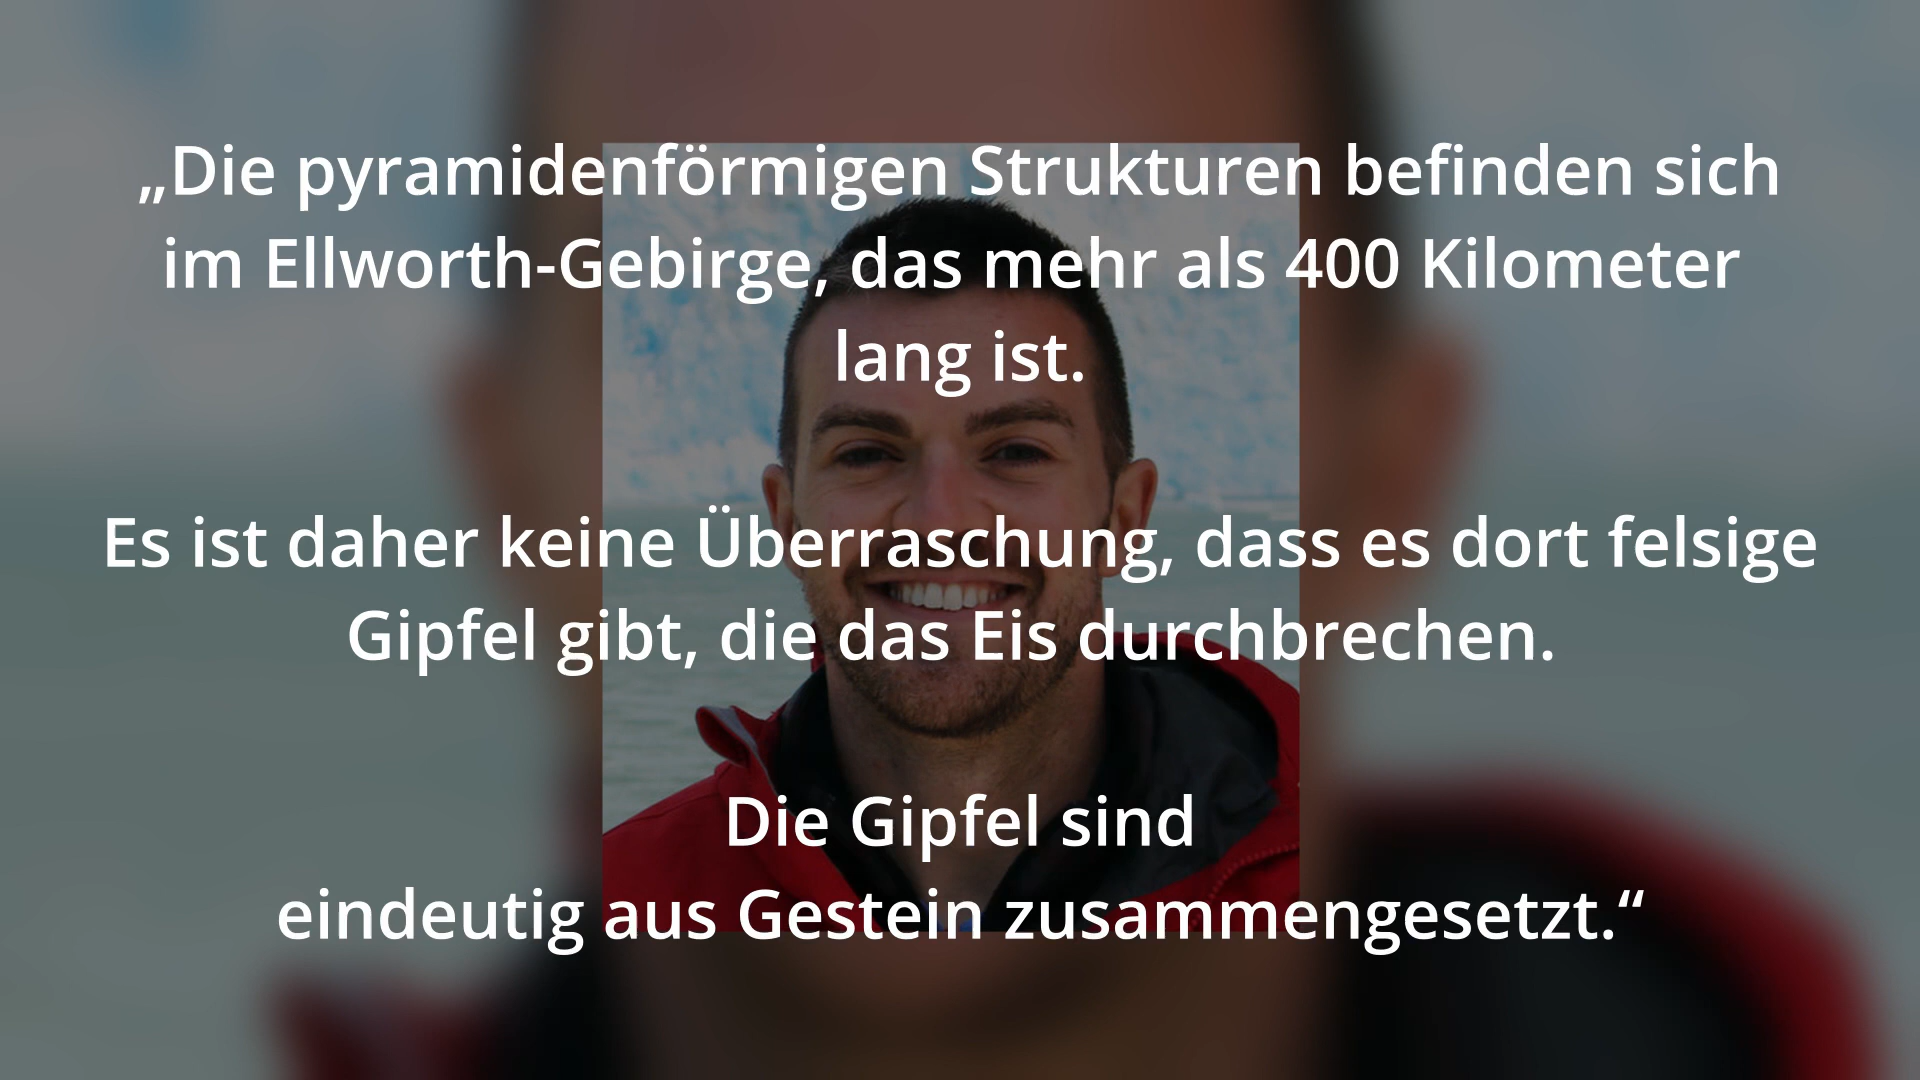 „Die pyramidenförmigen Strukturen befinden sich
im Ellworth-Gebirge, das mehr als 400 Kilometer
lang ist.
Es ist daher keine Überraschung, dass es dort felsige
Gipfel gibt, die das Eis durchbrechen.
Die Gipfel sind
eindeutig aus Gestein zusammengesetzt.“